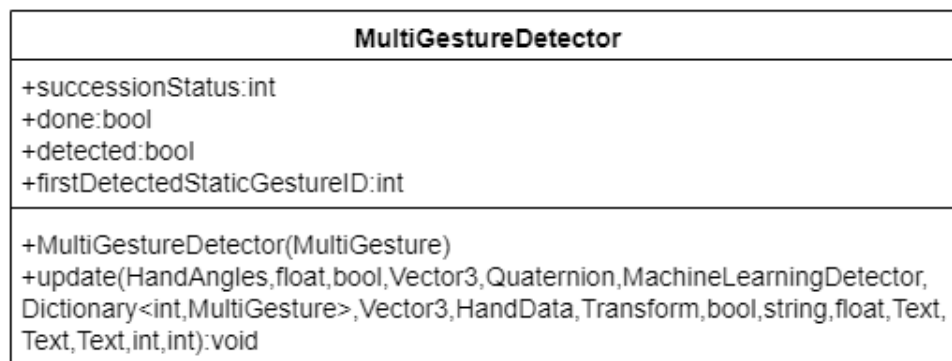 MultiGestureDetector
+successionStatus:int
+done:bool
+detected:bool
+firstDetectedStaticGestureID:int
+MultiGestureDetector(MultiGesture)
+update(HandAngles,float,bool,Vector3,Quaternion,MachineLearningDetector,
Dictionary<int,MultiGesture>,Vector3,HandData,Transform,bool,string,float,Text,
Text,Text,int,int):void